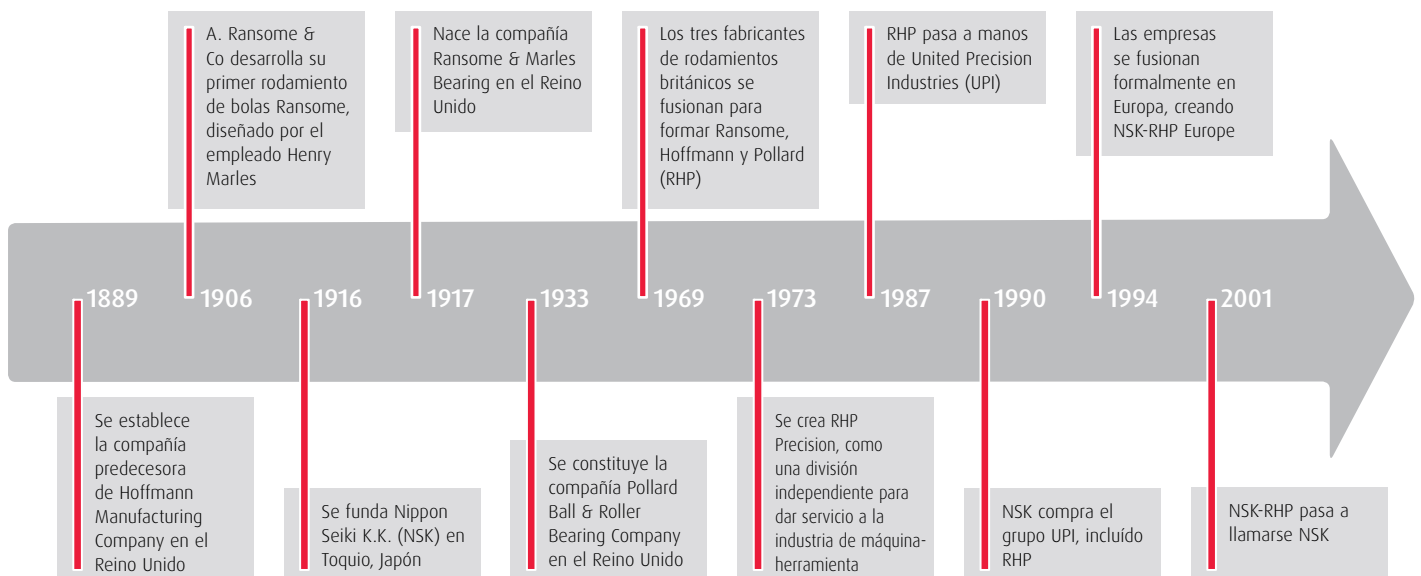 A. Ransome &
Co desarrolla su
primer rodamiento
de bolas Ransome,
diseñado por el
empleado Henry
Marles
Nace la compañía
Ransome & Marles
Bearing en el Reino
Unido
Los tres fabricantes
de rodamientos
británicos se
fusionan para
formar Ransome,
Hoffmann y Pollard
(RHP)
RHP pasa a manos
de United Precision
Industries (UPI)
Las empresas
se fusionan
formalmente en
Europa, creando
NSK-RHP Europe
1889
1906
1916
1917
1933
1969
1973
1987
1990
1994
2001
Se establece
la compañía
predecesora
de Hoffmann
Manufacturing
Company en el
Reino Unido
Se funda Nippon
Seiki K.K. (NSK) en
Toquio, Japón
Se constituye la
compañía Pollard
Ball & Roller
Bearing Company
en el Reino Unido
Se crea RHP
Precision, como
una división
independiente para
dar servicio a la
industria de máquina-
herramienta
NSK compra el
grupo UPI, incluído
RHP
NSK-RHP pasa a
llamarse NSK